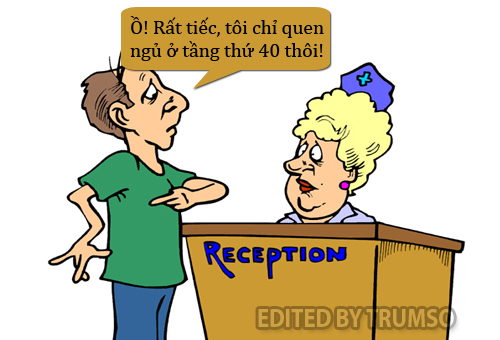 Ồ! Rất tiếc, tôi chỉ quen
ngủ ở tầng thứ 40 thôi!
RECEPTION
EDITED BY TRUMSO